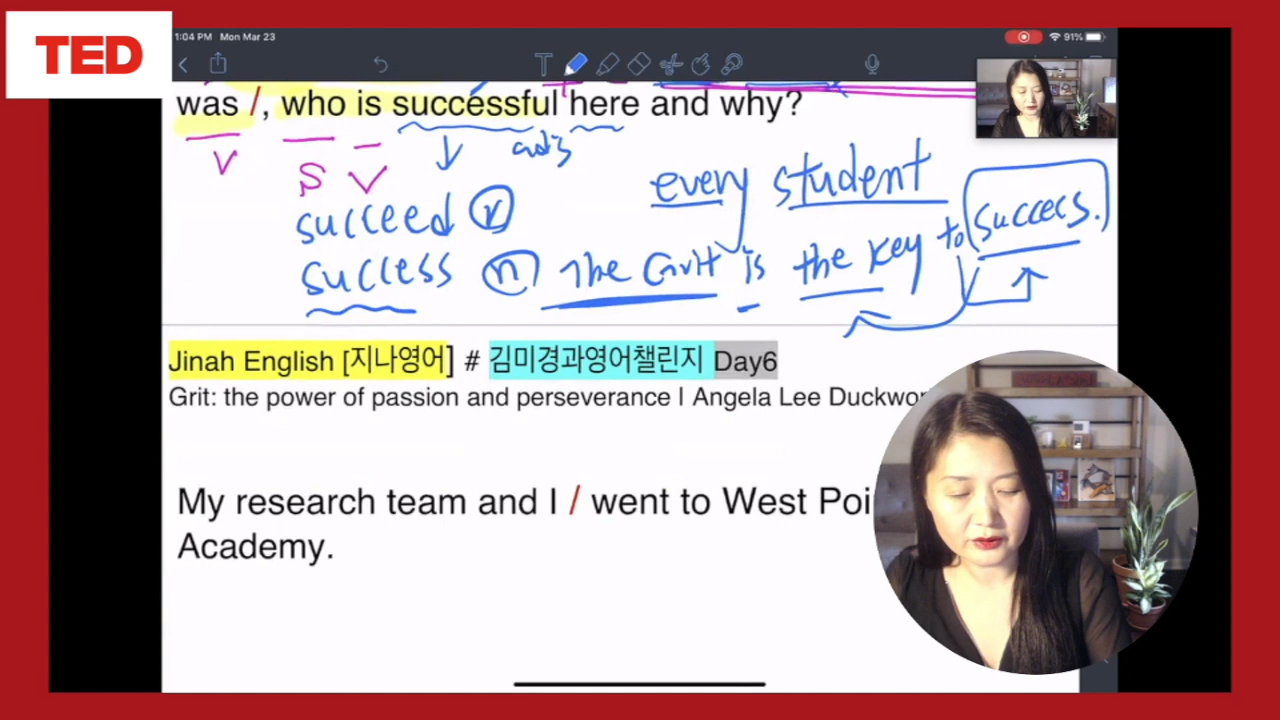 TED
1:04 PM Mon Mar 23
91%
T
was /, who is successful here and why?
V S V adj
every student
succeed v
success n The Grit is the key to success.
Jinah English [지나영어] # 김미경과영어챌린지 Day6
Grit: the power of passion and perseverance I Angela Lee Duckwor
My research team and I / went to West Poi
Academy.